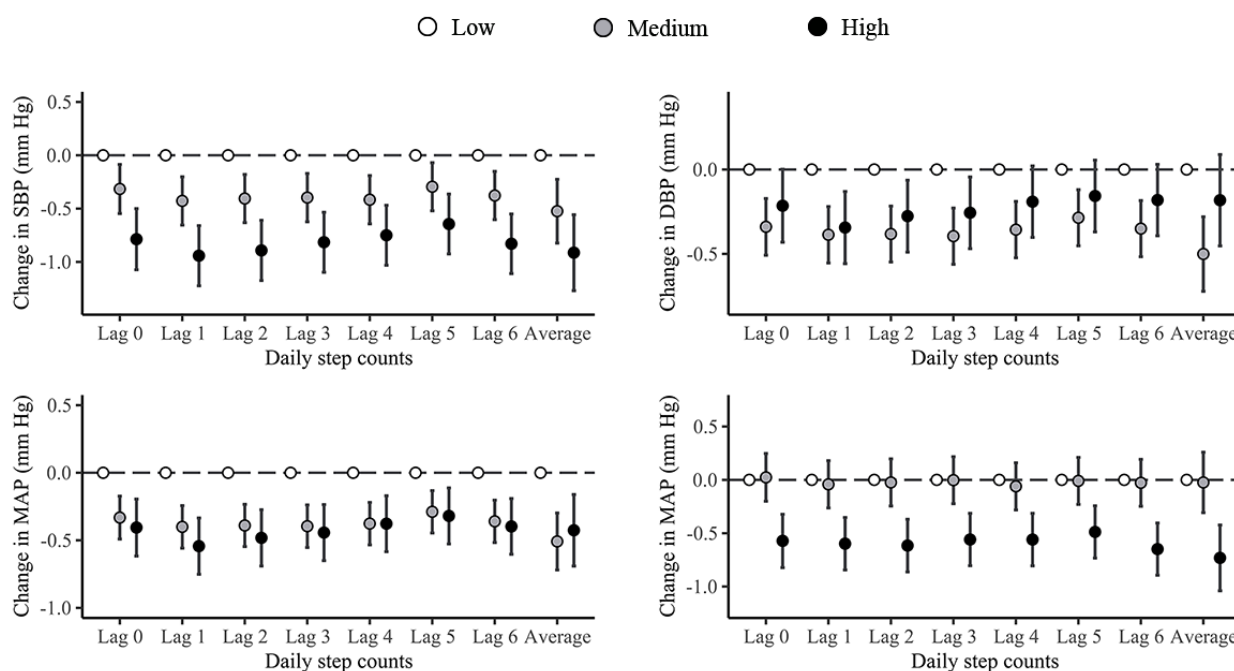 Low Medium High
Change in SBP (mm Hg)
0.5
0.0
-0.5
-1.0
Lag 0 Lag 1 Lag 2 Lag 3 Lag 4 Lag 5 Lag 6 Average
Daily step counts
Change in DBP (mm Hg)
0.0
-0.5
Lag 0 Lag 1 Lag 2 Lag 3 Lag 4 Lag 5 Lag 6 Average
Daily step counts
Change in MAP (mm Hg)
0.5
0.0
-0.5
-1.0
Lag 0 Lag 1 Lag 2 Lag 3 Lag 4 Lag 5 Lag 6 Average
Daily step counts
Change in MAP (mm Hg)
0.5
0.0
-0.5
-1.0
Lag 0 Lag 1 Lag 2 Lag 3 Lag 4 Lag 5 Lag 6 Average
Daily step counts